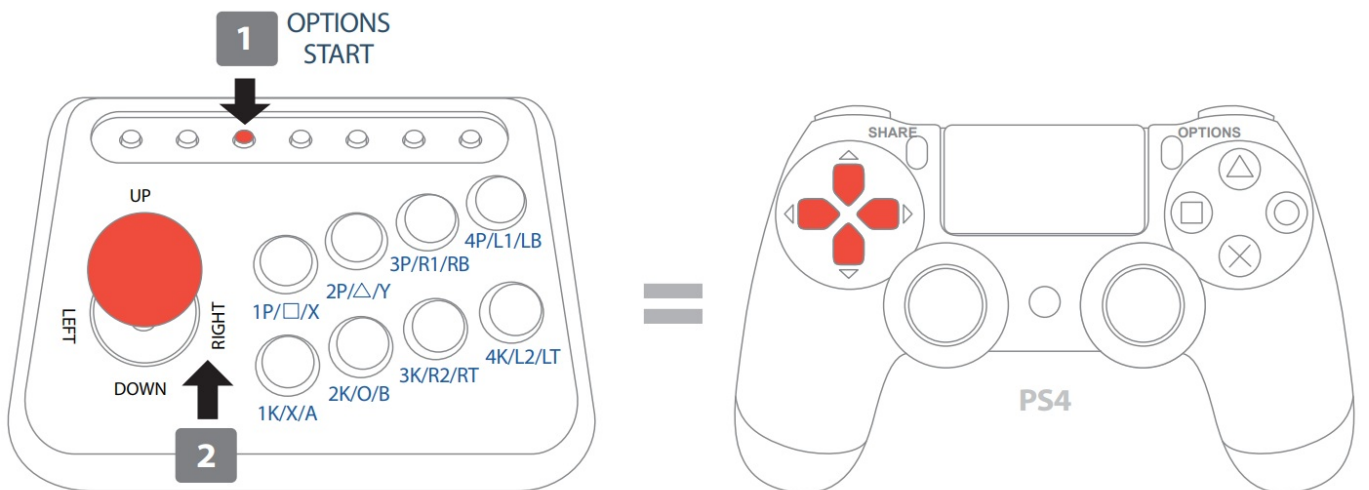 1
OPTIONS
START
UP
LEFT
RIGHT
DOWN
2
1P/□/X
2P/△/Y
3P/R1/RB
4P/L1/LB
1K/X/A
2K/O/B
3K/R2/RT
4K/L2/LT
SHARE
OPTIONS
PS4